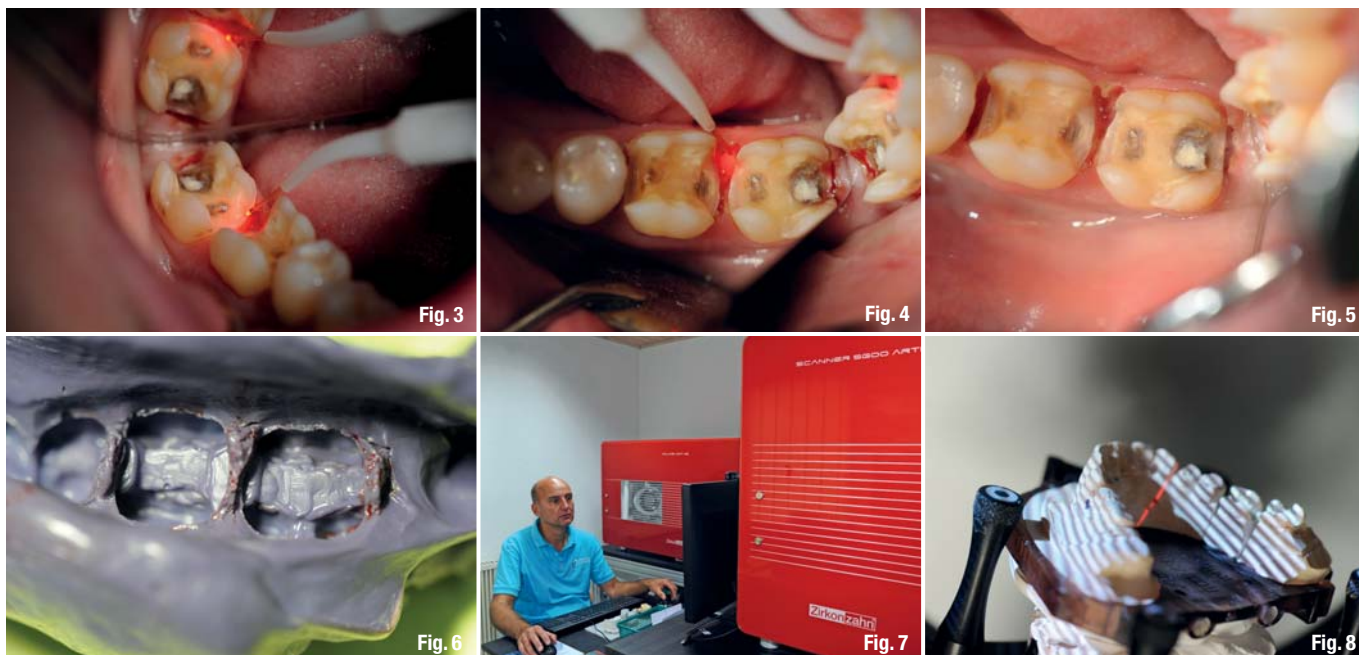 Fig. 3
Fig. 4
Fig. 5
Fig. 6
SCANNER S600 ARTI
Zirkonzahn
Fig. 7
Fig. 8